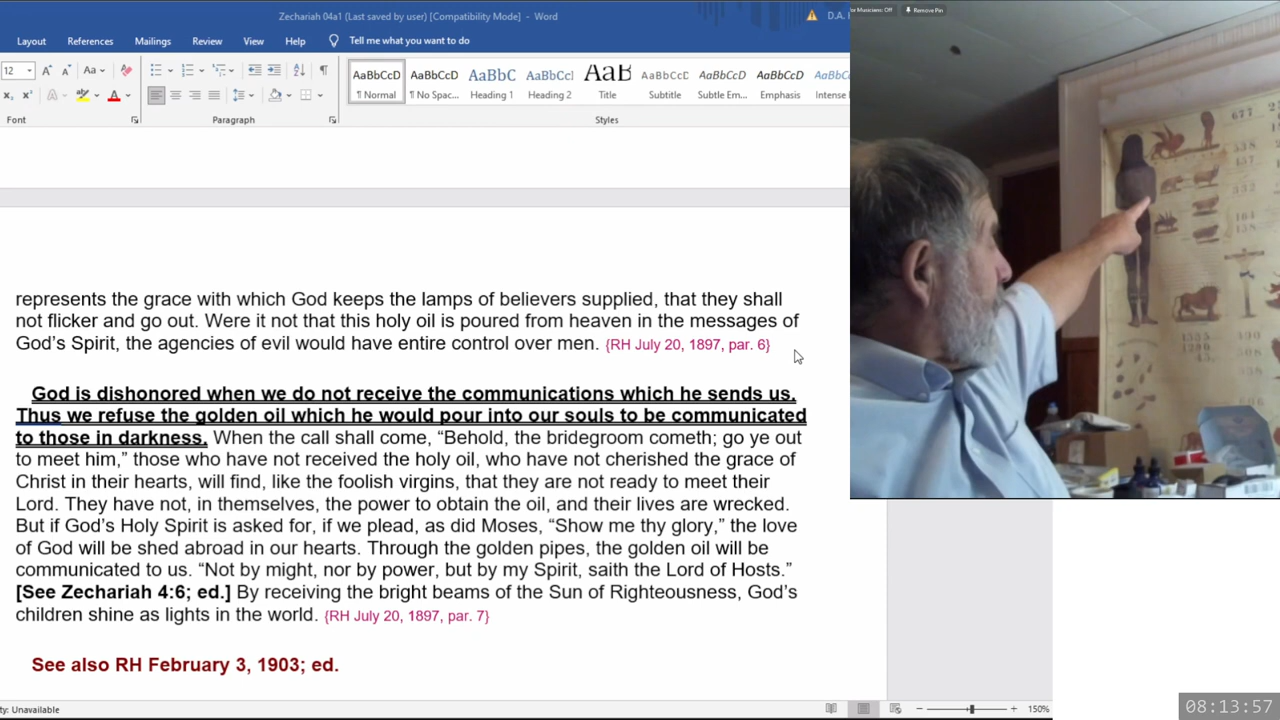 Zechariah 04a1 (Last saved by user) [Compatibility Mode] - Word
D.A.
Remove Pin
Layout References Mailings Review View Help Tell me what you want to do
12 Aa
AaBbCcD AaBbCcD AaBbC AaBbCcI AaB AaBbCcD AaBbCcD AaBbCcD
¶ Normal ¶ No Spac... Heading 1 Heading 2 Title Subtitle Subtle Em... Emphasis Intense
Font Paragraph Styles
677
538
457
332
represents the grace with which God keeps the lamps of believers supplied, that they shall
not flicker and go out. Were it not that this holy oil is poured from heaven in the messages of
God’s Spirit, the agencies of evil would have entire control over men. {RH July 20, 1897, par. 6}
God is dishonored when we do not receive the communications which he sends us.
Thus we refuse the golden oil which he would pour into our souls to be communicated
to those in darkness. When the call shall come, “Behold, the bridegroom cometh; go ye out
to meet him,” those who have not received the holy oil, who have not cherished the grace of
Christ in their hearts, will find, like the foolish virgins, that they are not ready to meet their
Lord. They have not, in themselves, the power to obtain the oil, and their lives are wrecked.
But if God’s Holy Spirit is asked for, if we plead, as did Moses, “Show me thy glory,” the love
of God will be shed abroad in our hearts. Through the golden pipes, the golden oil will be
communicated to us. “Not by might, nor by power, but by my Spirit, saith the Lord of Hosts.”
[See Zechariah 4:6; ed.] By receiving the bright beams of the Sun of Righteousness, God’s
children shine as lights in the world. {RH July 20, 1897, par. 7}
See also RH February 3, 1903; ed.
ty: Unavailable
150%
08:13:57